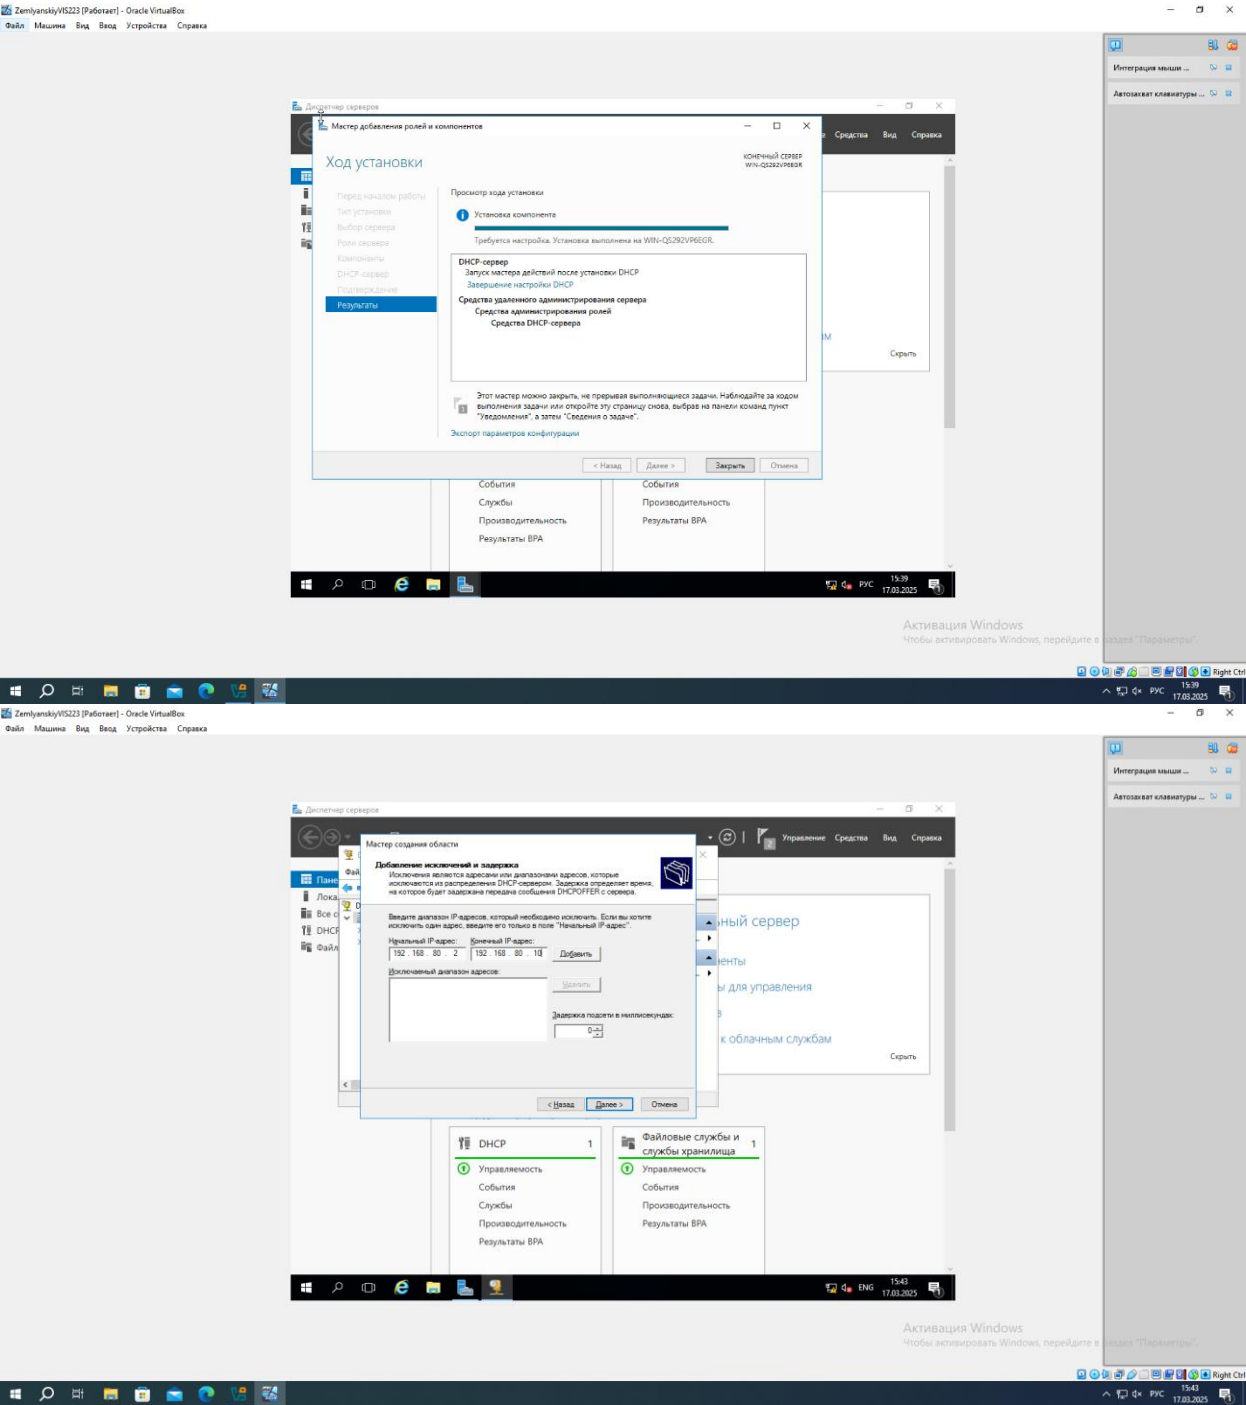 ZemlyanskiyVIS223 [Работает] - Oracle VirtualBox
Файл Машина Вид Ввод Устройства Справка
Интеграция мыши ...
Автозахват клавиатуры ...
Диспетчер серверов
Мастер добавления ролей и компонентов
Средства Вид Справка
Ход установки
КОНЕЧНЫЙ СЕРВЕР
WIN-QS292VP6EGR
Перед началом работы
Тип установки
Выбор сервера
Роли сервера
Компоненты
DHCP-сервер
Подтверждение
Результаты
Просмотр хода установки
Установка компонента
Требуется настройка. Установка выполнена на WIN-QS292VP6EGR.
DHCP-сервер
Запуск мастера действий после установки DHCP
Завершение настройки DHCP
Средства удаленного администрирования сервера
Средства администрирования ролей
Средства DHCP-сервера
Скрыть
Этот мастер можно закрыть, не прерывая выполняющиеся задачи. Наблюдайте за ходом
выполнения задачи или откройте эту страницу снова, выбрав на панели команд пункт
"Уведомления", а затем "Сведения о задаче".
Экспорт параметров конфигурации
< Назад Далее > Закрыть Отмена
События События
Службы Производительность
Производительность Результаты BPA
Результаты BPA
РУС 15:39
17.03.2025
Активация Windows
Чтобы активировать Windows, перейдите в раздел "Параметры".
Right Ctrl
РУС 15:39
17.03.2025
ZemlyanskiyVIS223 [Работает] - Oracle VirtualBox
Файл Машина Вид Ввод Устройства Справка
Интеграция мыши ...
Автозахват клавиатуры ...
Диспетчер серверов
Управление Средства Вид Справка
Мастер создания области
Добавление исключений и задержка
Исключения являются адресами или диапазонами адресов, которые
исключаются из распределения DHCP-сервером. Задержка определяет время,
на которое будет задержана передача сообщения DHCPOFFER с сервера.
Введите диапазон IP-адресов, который необходимо исключить. Если вы хотите
исключить один адрес, введите его только в поле "Начальный IP-адрес".
Начальный IP-адрес: Конечный IP-адрес:
192 . 168 . 80 . 2 192 . 168 . 80 . 10 Добавить
Исключаемый диапазон адресов:
Удалить
Задержка подсети в миллисекундах:
0
< Назад Далее > Отмена
Пане
Лока
Все с
DHCP
Файл
ный сервер
ненты
ы для управления
в
к облачным службам
Скрыть
DHCP 1
Управляемость
События
Службы
Производительность
Результаты BPA
Файловые службы и
службы хранилища 1
Управляемость
События
Производительность
Результаты BPA
ENG 15:43
17.03.2025
Активация Windows
Чтобы активировать Windows, перейдите в раздел "Параметры".
Right Ctrl
РУС 15:43
17.03.2025